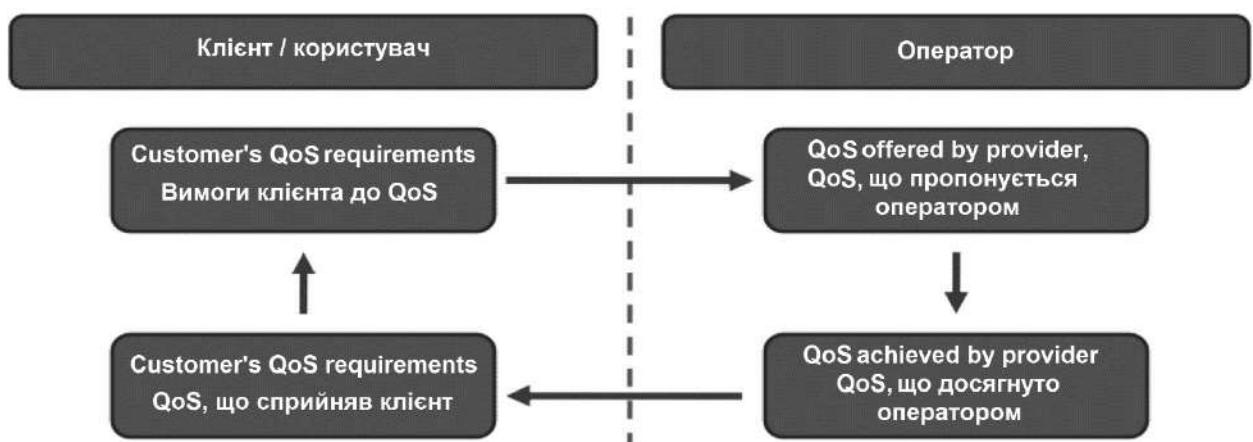 Клієнт / користувач
Оператор
Customer's QoS requirements
Вимоги клієнта до QoS
QoS offered by provider,
QoS, що пропонується
оператором
Customer's QoS requirements
QoS, що сприйняв клієнт
QoS achieved by provider
QoS, що досягнуто
оператором